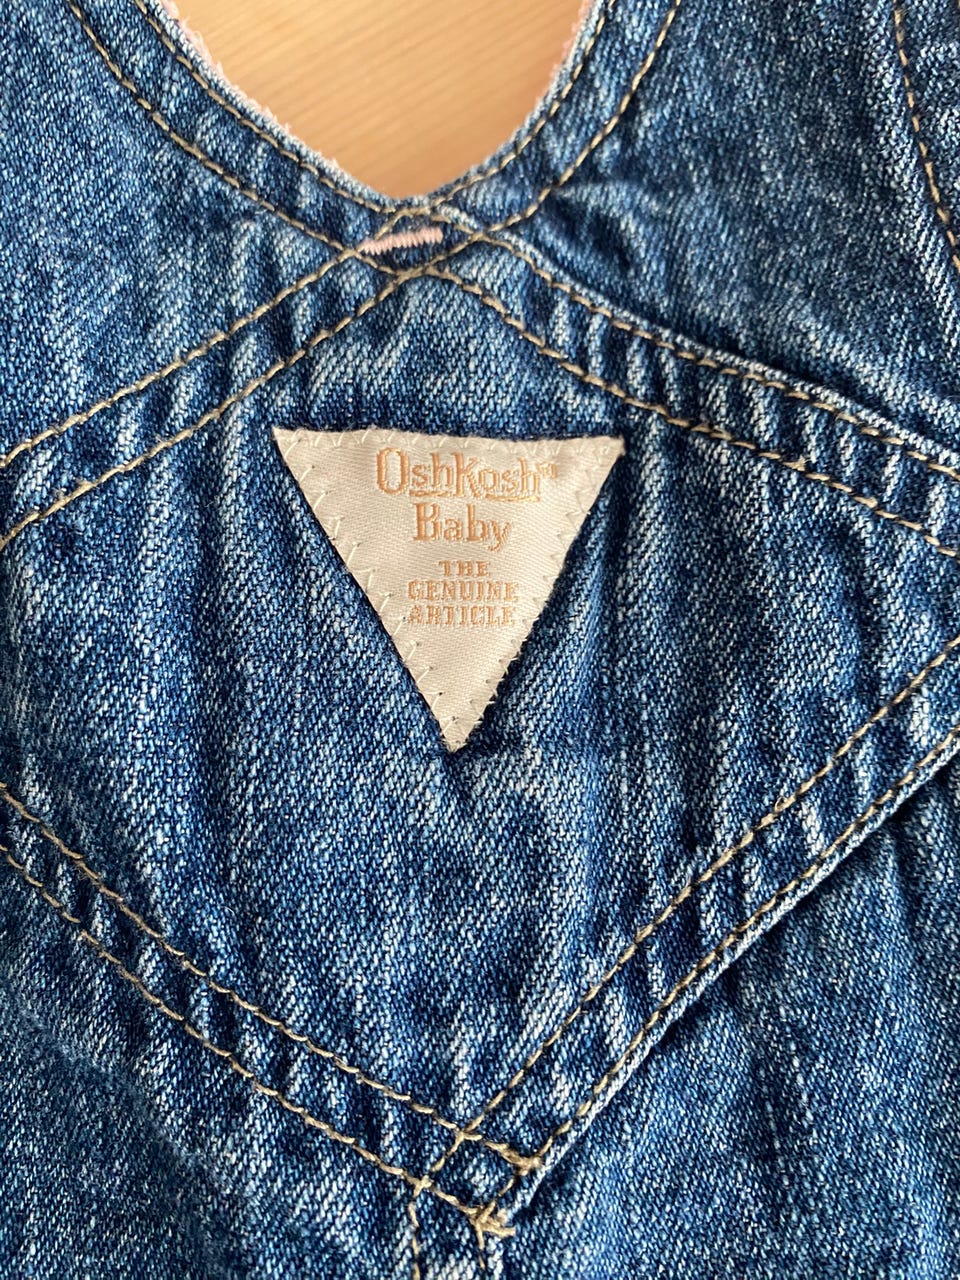 OshKosh
Baby
THE
GENUINE
ARTICLE